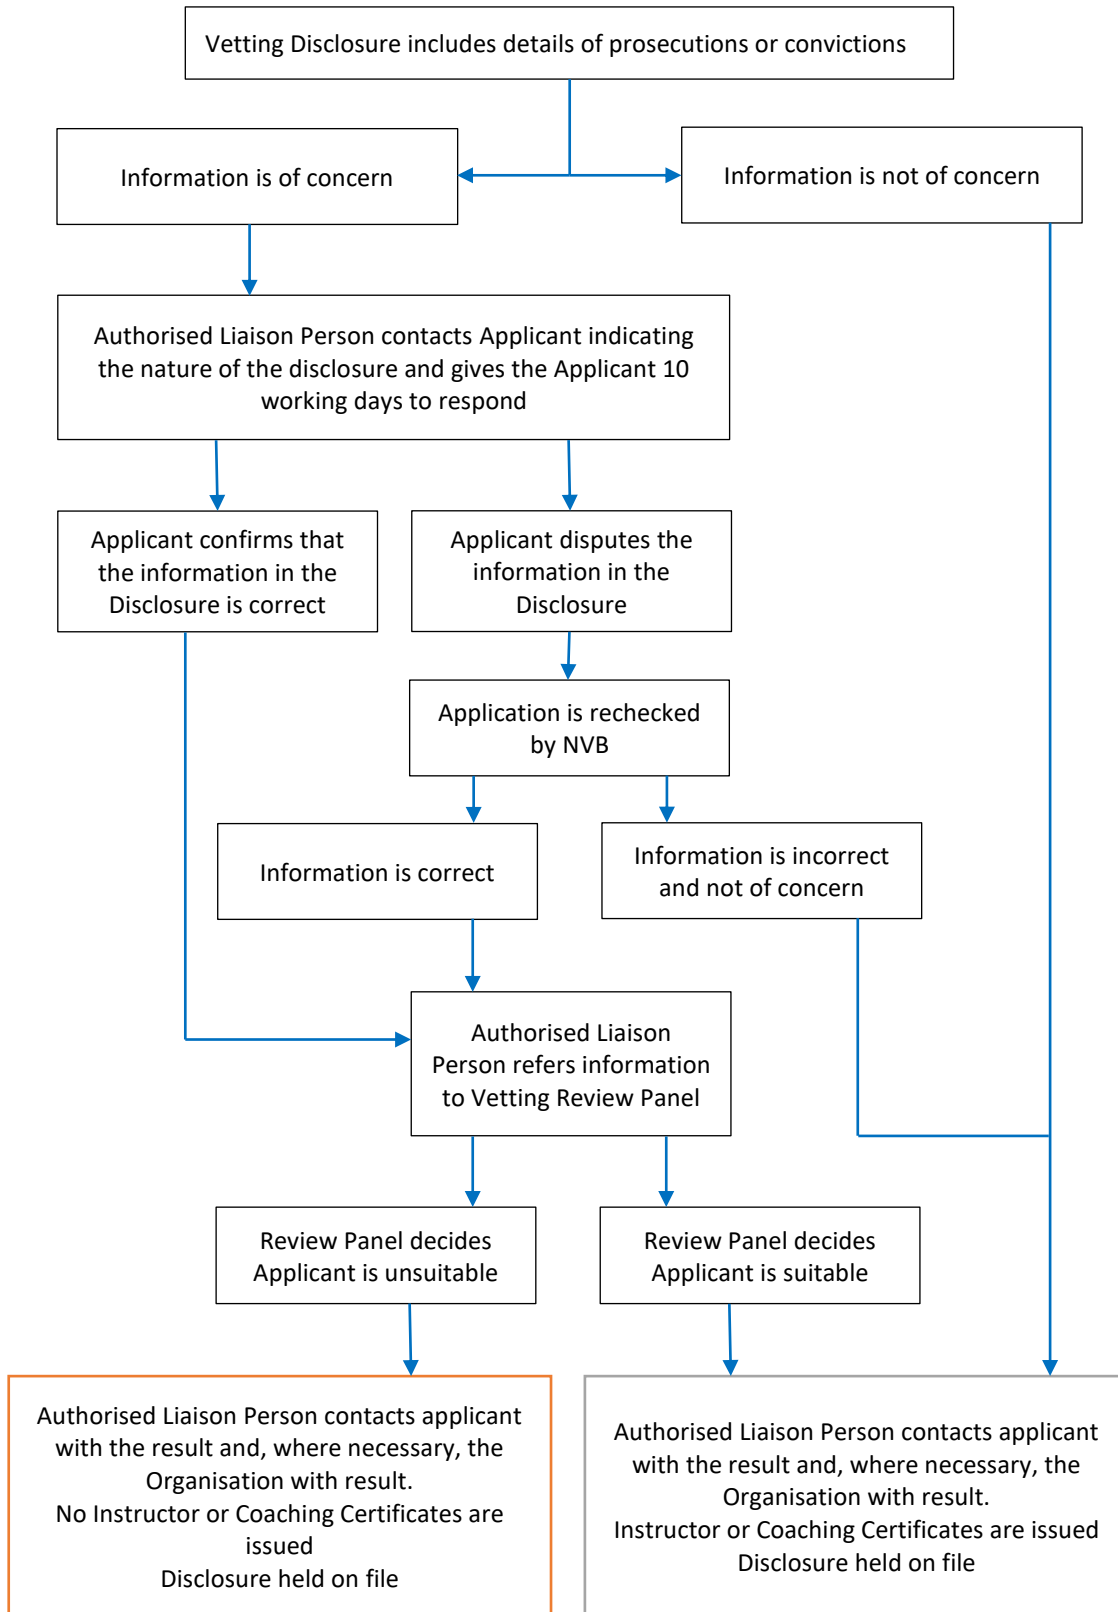 Vetting Disclosure includes details of prosecutions or convictions
Information is of concern
Information is not of concern
Authorised Liaison Person contacts Applicant indicating
the nature of the disclosure and gives the Applicant 10
working days to respond
Applicant confirms that
the information in the
Disclosure is correct
Applicant disputes the
information in the
Disclosure
Application is rechecked
by NVB
Information is correct
Information is incorrect
and not of concern
Authorised Liaison
Person refers information
to Vetting Review Panel
Review Panel decides
Applicant is unsuitable
Review Panel decides
Applicant is suitable
Authorised Liaison Person contacts applicant
with the result and, where necessary, the
Organisation with result.
No Instructor or Coaching Certificates are
issued
Disclosure held on file
Authorised Liaison Person contacts applicant
with the result and, where necessary, the
Organisation with result.
Instructor or Coaching Certificates are issued
Disclosure held on file